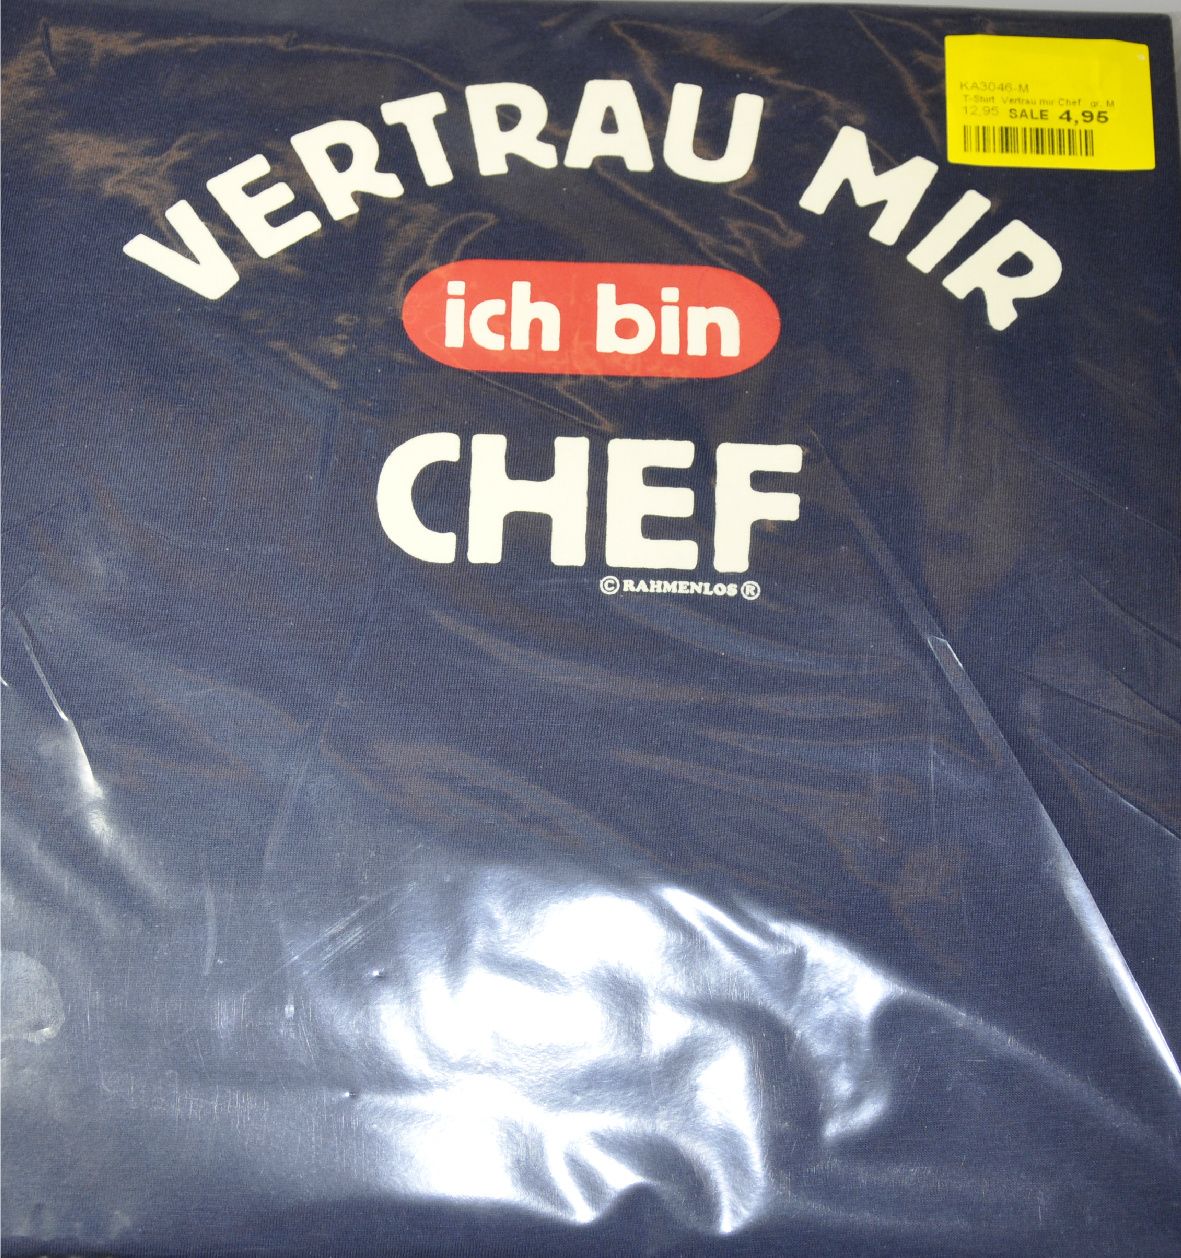 KA3046-M
T-Shirt Vertrau mir Chef gr. M
12,95 SALE 4,95
VERTRAU MIR
ich bin
CHEF
© RAHMENLOS ®